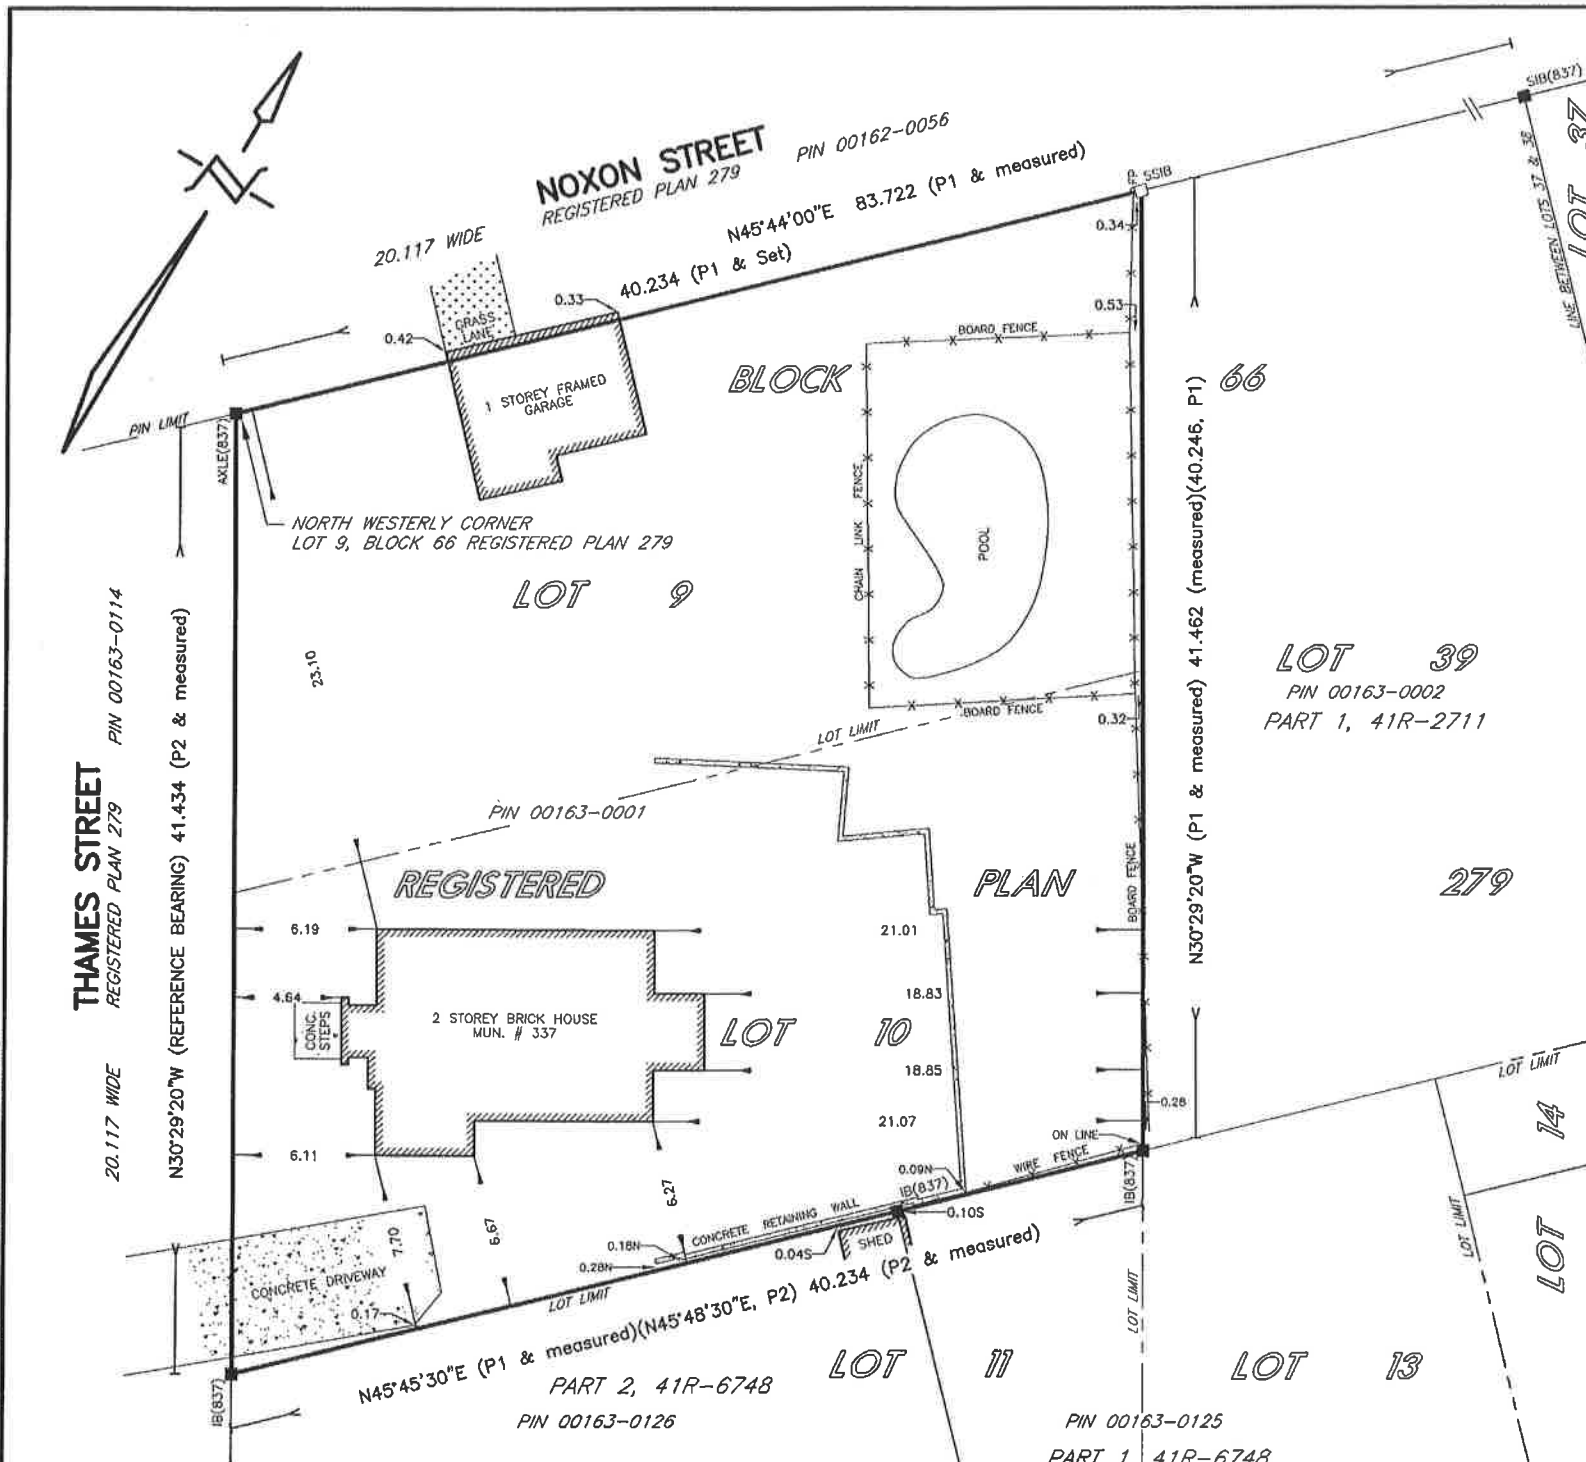 SIB(837)
LOT 37
LINE BETWEEN LOTS 37 & 38
NOXON STREET
REGISTERED PLAN 279
PIN 00162-0056
20.117 WIDE
N45°44'00"E 83.722 (P1 & measured)
40.234 (P1 & Set)
SSIB
0.34
0.33
0.42
GRASS
LANE
0.53
BOARD FENCE
1 STOREY FRAMED
GARAGE
BLOCK 66
PIN LIMIT
AXLE(837)
NORTH WESTERLY CORNER
LOT 9, BLOCK 66 REGISTERED PLAN 279
CHAIN LINK FENCE
POOL
LOT 9
N30°29'20"W (P1 & measured) 41.462 (measured)(40.246, P1)
23.10
LOT 39
PIN 00163-0002
PART 1, 41R-2711
BOARD FENCE
0.32
LOT LIMIT
THAMES STREET
REGISTERED PLAN 279 PIN 00163-0114
20.117 WIDE
N30°29'20"W (REFERENCE BEARING) 41.434 (P2 & measured)
PIN 00163-0001
REGISTERED PLAN 279
BOARD FENCE
6.19
21.01
4.64
18.83
CONC.
STEPS
2 STOREY BRICK HOUSE
MUN. # 337
LOT 10
18.85
21.07
6.11
0.28
ON LINE
WIRE FENCE
0.09N
IB(837)
IB(837)
0.10S
6.27
6.67
7.70
CONCRETE RETAINING WALL
0.18N
0.28N
0.04S
SHED
CONCRETE DRIVEWAY
0.17
LOT LIMIT
IB(837)
N45°45'30"E (P1 & measured)(N45°48'30"E, P2) 40.234 (P2 & measured)
PART 2, 41R-6748
PIN 00163-0126
LOT 11
LOT LIMIT
LOT 13
LOT LIMIT
LOT LIMIT
LOT 14
LOT
PIN 00163-0125
PART 1, 41R-6748